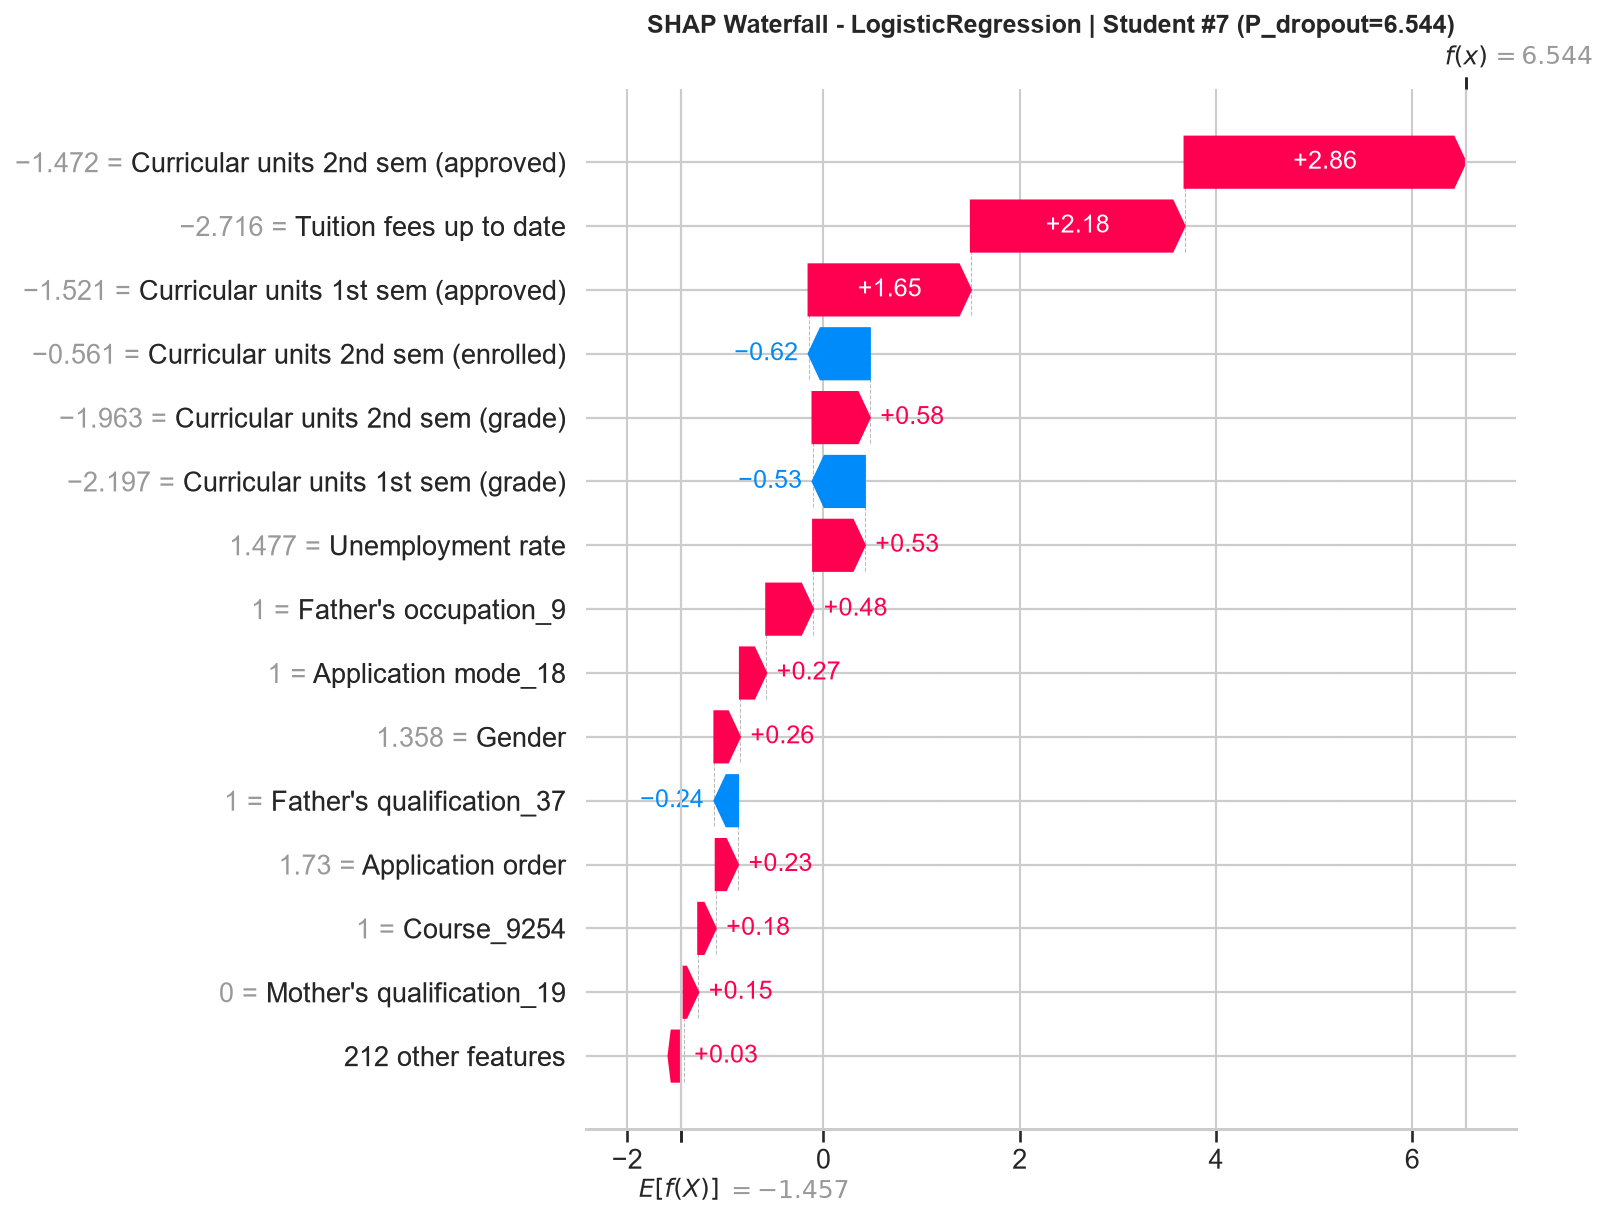 SHAP Waterfall - LogisticRegression | Student #7 (P_dropout=6.544)
f(x) = 6.544
−1.472 = Curricular units 2nd sem (approved) +2.86
−2.716 = Tuition fees up to date +2.18
−1.521 = Curricular units 1st sem (approved) +1.65
−0.561 = Curricular units 2nd sem (enrolled) −0.62
−1.963 = Curricular units 2nd sem (grade) +0.58
−2.197 = Curricular units 1st sem (grade) −0.53
1.477 = Unemployment rate +0.53
1 = Father's occupation_9 +0.48
1 = Application mode_18 +0.27
1.358 = Gender +0.26
1 = Father's qualification_37 −0.24
1.73 = Application order +0.23
1 = Course_9254 +0.18
0 = Mother's qualification_19 +0.15
212 other features +0.03
−2 0 2 4 6
E[f(X)] = −1.457